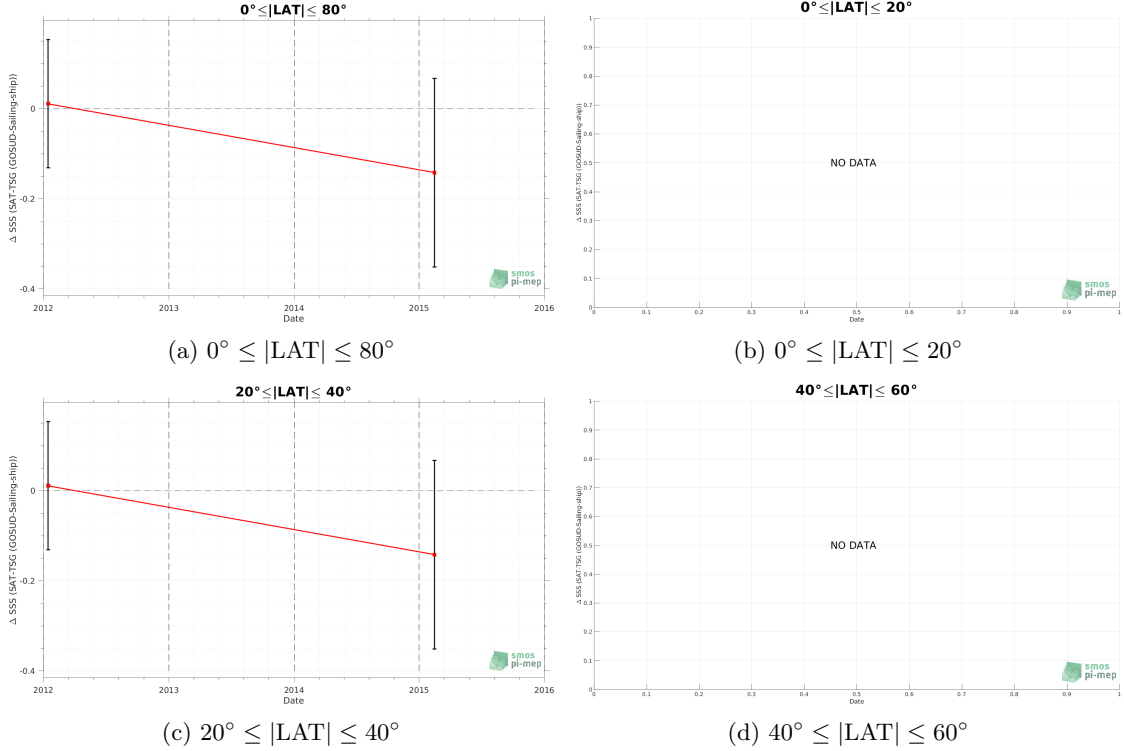 0°≤|LAT|≤ 80°
Δ SSS (SAT-TSG (GOSUD-Sailing-ship))
0
-0.2
-0.4
2012 2013 2014 2015 2016
Date
smos
pi-mep
(a) 0° ≤ |LAT| ≤ 80°
0°≤|LAT|≤ 20°
Δ SSS (SAT-TSG (GOSUD-Sailing-ship))
1
0.9
0.8
0.7
0.6
0.5
0.4
0.3
0.2
0.1
0
NO DATA
0 0.1 0.2 0.3 0.4 0.5 0.6 0.7 0.8 0.9 1
Date
smos
pi-mep
(b) 0° ≤ |LAT| ≤ 20°
20°≤|LAT|≤ 40°
Δ SSS (SAT-TSG (GOSUD-Sailing-ship))
0
-0.2
-0.4
2012 2013 2014 2015 2016
Date
smos
pi-mep
(c) 20° ≤ |LAT| ≤ 40°
40°≤|LAT|≤ 60°
Δ SSS (SAT-TSG (GOSUD-Sailing-ship))
1
0.9
0.8
0.7
0.6
0.5
0.4
0.3
0.2
0.1
0
NO DATA
0 0.1 0.2 0.3 0.4 0.5 0.6 0.7 0.8 0.9 1
Date
smos
pi-mep
(d) 40° ≤ |LAT| ≤ 60°